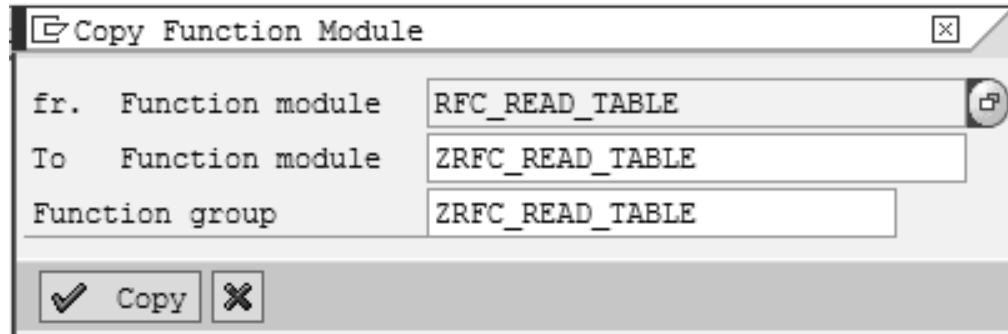 Copy Function Module
fr. Function module RFC_READ_TABLE
To Function module ZRFC_READ_TABLE
Function group ZRFC_READ_TABLE
Copy